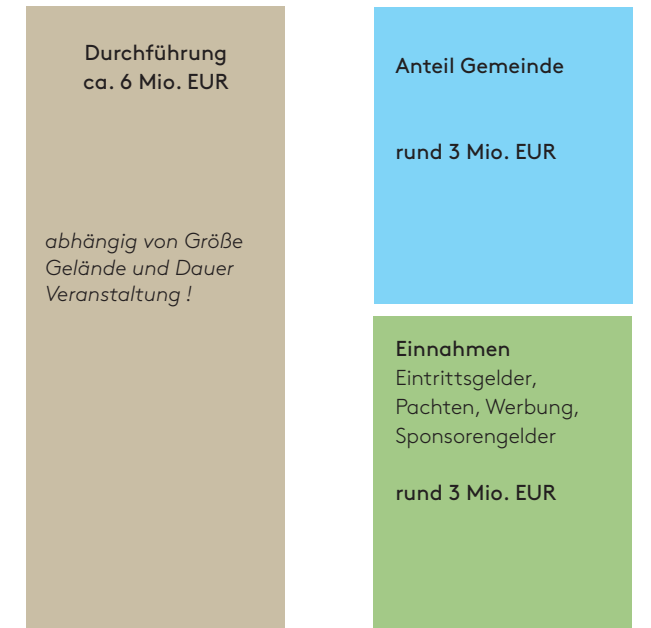 Durchführung
ca. 6 Mio. EUR
abhängig von Größe
Gelände und Dauer
Veranstaltung !
Anteil Gemeinde
rund 3 Mio. EUR
Einnahmen
Eintrittsgelder,
Pachten, Werbung,
Sponsorengelder
rund 3 Mio. EUR